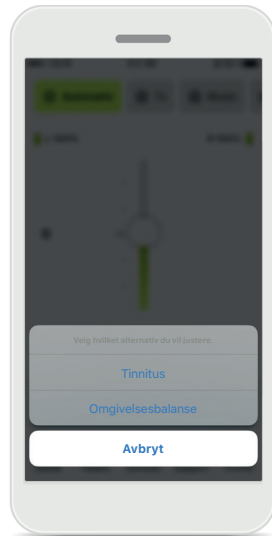 Velg hvilket alternativ du vil justere.
Tinnitus
Omgivelsesbalanse
Avbryt